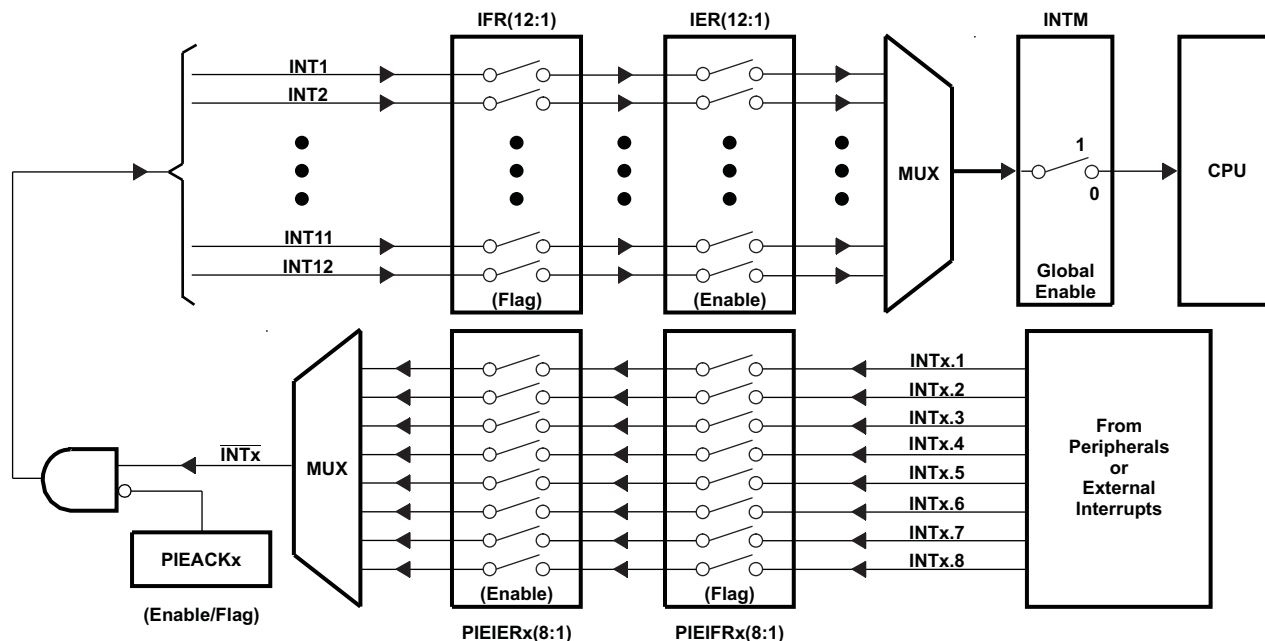 IFR(12:1)
IER(12:1)
INTM
INT1
INT2
1
MUX
CPU
0
INT11
INT12
(Flag)
(Enable)
Global
Enable
INTx.1
INTx.2
INTx.3
INTx.4
INTx.5
INTx.6
INTx.7
INTx.8
From
Peripherals
or
External
Interrupts
INTx
MUX
PIEACKx
(Enable/Flag)
(Enable)
(Flag)
PIEIERx(8:1)
PIEIFRx(8:1)